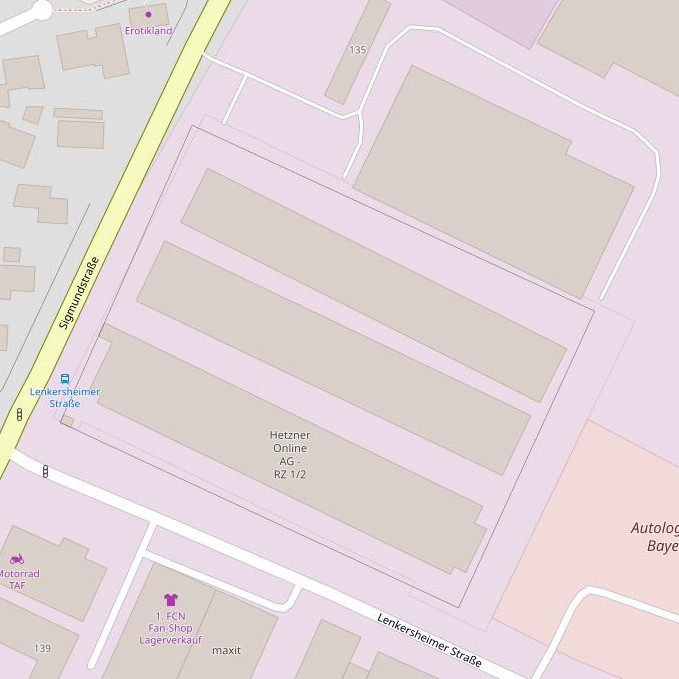 Erotikland
135
Sigmundstraße
Lenkersheimer
Straße
Hetzner
Online
AG -
RZ 1/2
Autolog
Baye
Motorrad
TAF
1. FCN
Fan-Shop
Lagerverkauf
maxit
139
Lenkersheimer Straße